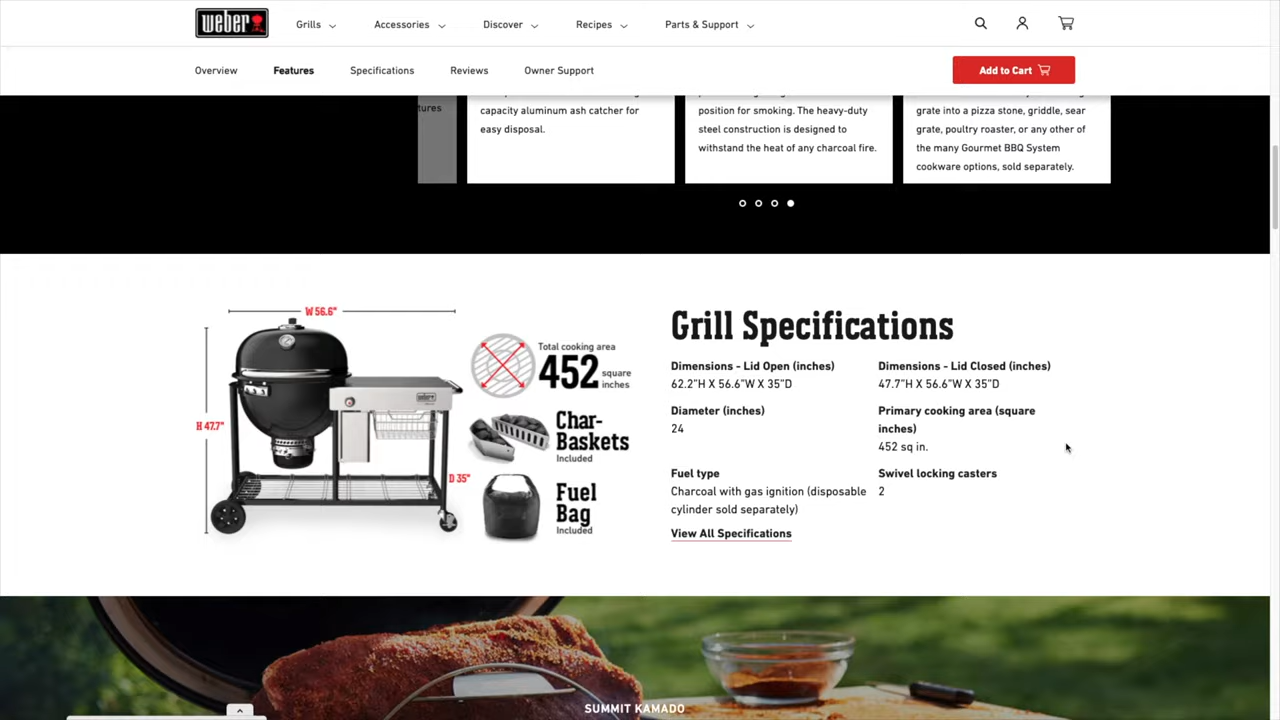 weber
Grills
Accessories
Discover
Recipes
Parts & Support
Overview
Features
Specifications
Reviews
Owner Support
Add to Cart
tures
capacity aluminum ash catcher for
easy disposal.
position for smoking. The heavy-duty
steel construction is designed to
withstand the heat of any charcoal fire.
grate into a pizza stone, griddle, sear
grate, poultry roaster, or any other of
the many Gourmet BBQ System
cookware options, sold separately.
W 56.6"
H 47.7"
D 35"
weber
Total cooking area
452 square
inches
Char-
Baskets
Included
Fuel
Bag
Included
Grill Specifications
Dimensions - Lid Open (inches)
62.2"H X 56.6"W X 35"D
Dimensions - Lid Closed (inches)
47.7"H X 56.6"W X 35"D
Diameter (inches)
24
Primary cooking area (square
inches)
452 sq in.
Fuel type
Charcoal with gas ignition (disposable
cylinder sold separately)
Swivel locking casters
2
View All Specifications
SUMMIT KAMADO